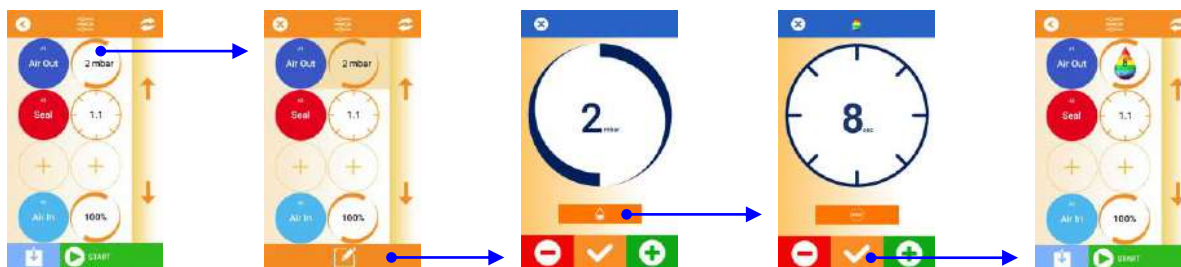 Air Out
2 mbar
Seal
1.1
Air In
100%
START
Air Out
2 mbar
Seal
1.1
Air In
100%
2 mbar
8 sec
Air Out
8
Seal
1.1
Air In
100%
START